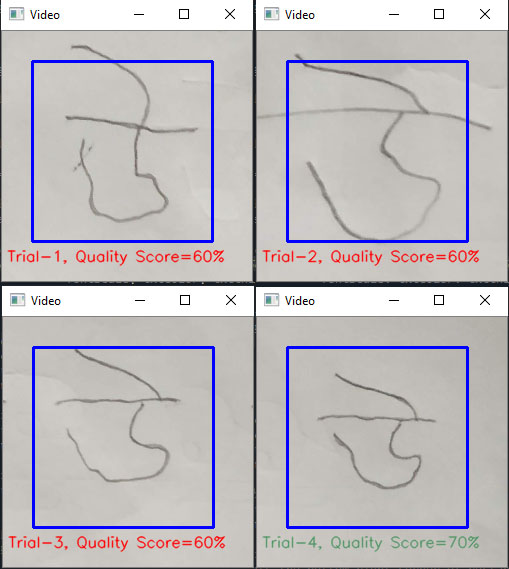 Video
Video
উ
উ
Trial-1, Quality Score=60%
Trial-2, Quality Score=60%
Video
Video
উ
উ
Trial-3, Quality Score=60%
Trial-4, Quality Score=70%